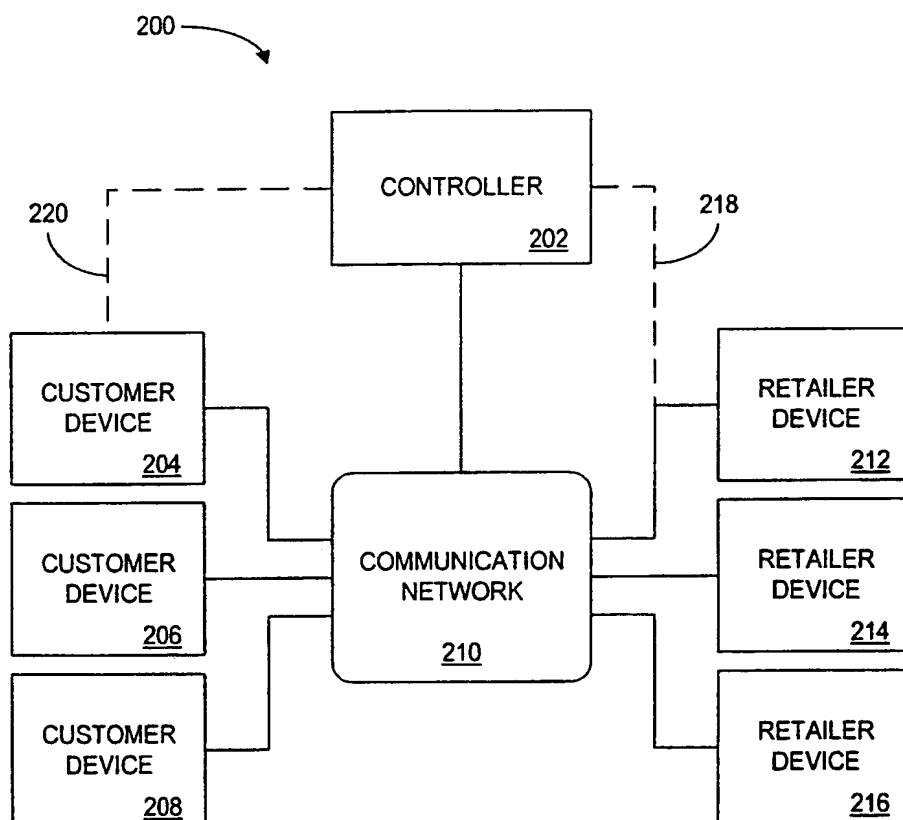 200
CONTROLLER
202
220
218
CUSTOMER
DEVICE
204
RETAILER
DEVICE
212
CUSTOMER
DEVICE
206
COMMUNICATION
NETWORK
210
RETAILER
DEVICE
214
CUSTOMER
DEVICE
208
RETAILER
DEVICE
216